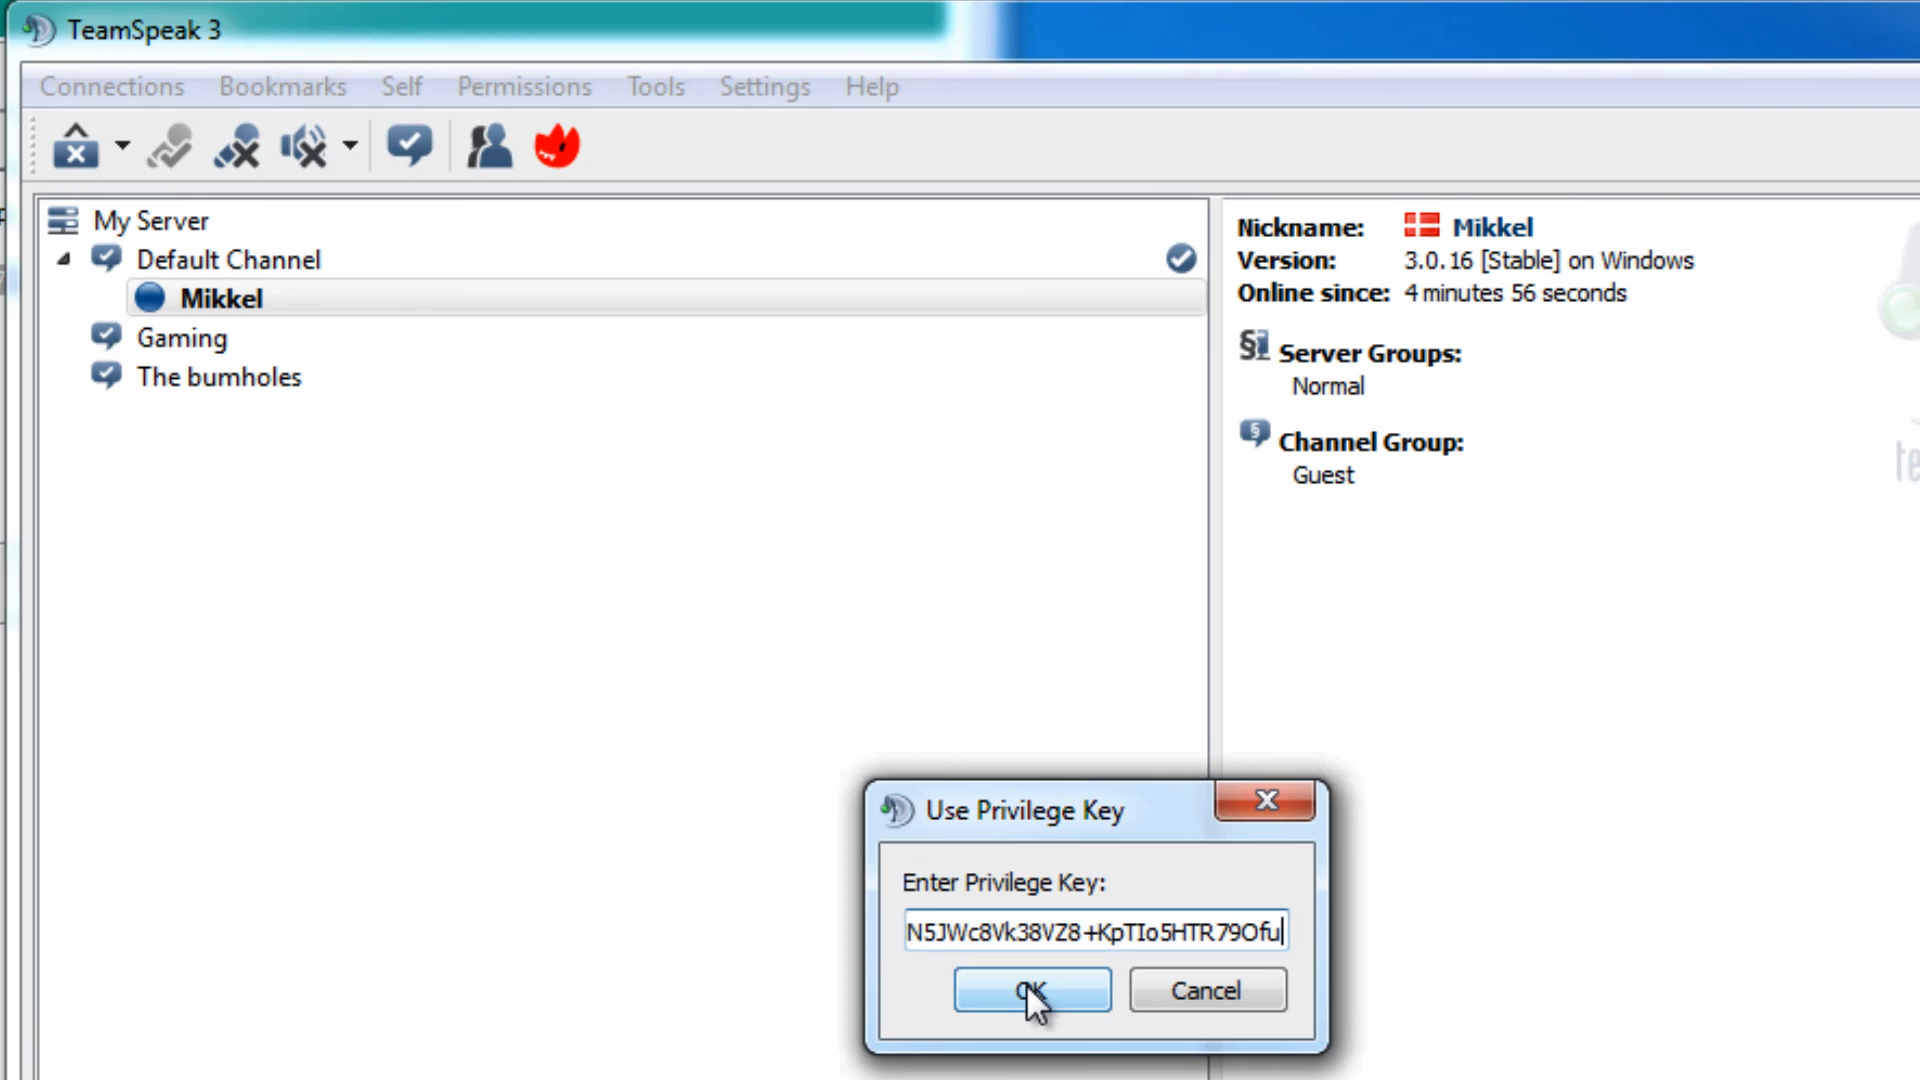 TeamSpeak 3
Connections Bookmarks Self Permissions Tools Settings Help
My Server
Default Channel
Mikkel
Gaming
The bumholes
Nickname: Mikkel
Version: 3.0.16 [Stable] on Windows
Online since: 4 minutes 56 seconds
Server Groups:
Normal
Channel Group:
Guest
te
Use Privilege Key
Enter Privilege Key:
N5JWc8Vk38VZ8+KpTIo5HTR79Ofu
OK Cancel